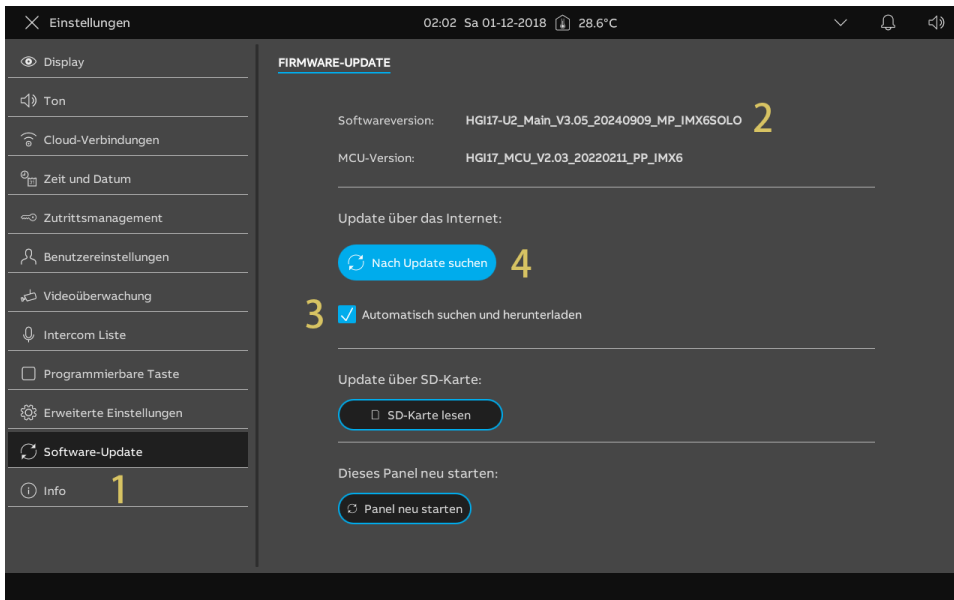 Einstellungen
02:02 Sa 01-12-2018 28.6°C
Display
Ton
Cloud-Verbindungen
Zeit und Datum
Zutrittsmanagement
Benutzereinstellungen
Videoüberwachung
Intercom Liste
Programmierbare Taste
Erweiterte Einstellungen
Software-Update
Info
1
FIRMWARE-UPDATE
Softwareversion: HGI17-U2_Main_V3.05_20240909_MP_IMX6SOLO 2
MCU-Version: HGI17_MCU_V2.03_20220211_PP_IMX6
Update über das Internet:
Nach Update suchen 4
3 Automatisch suchen und herunterladen
Update über SD-Karte:
SD-Karte lesen
Dieses Panel neu starten:
Panel neu starten